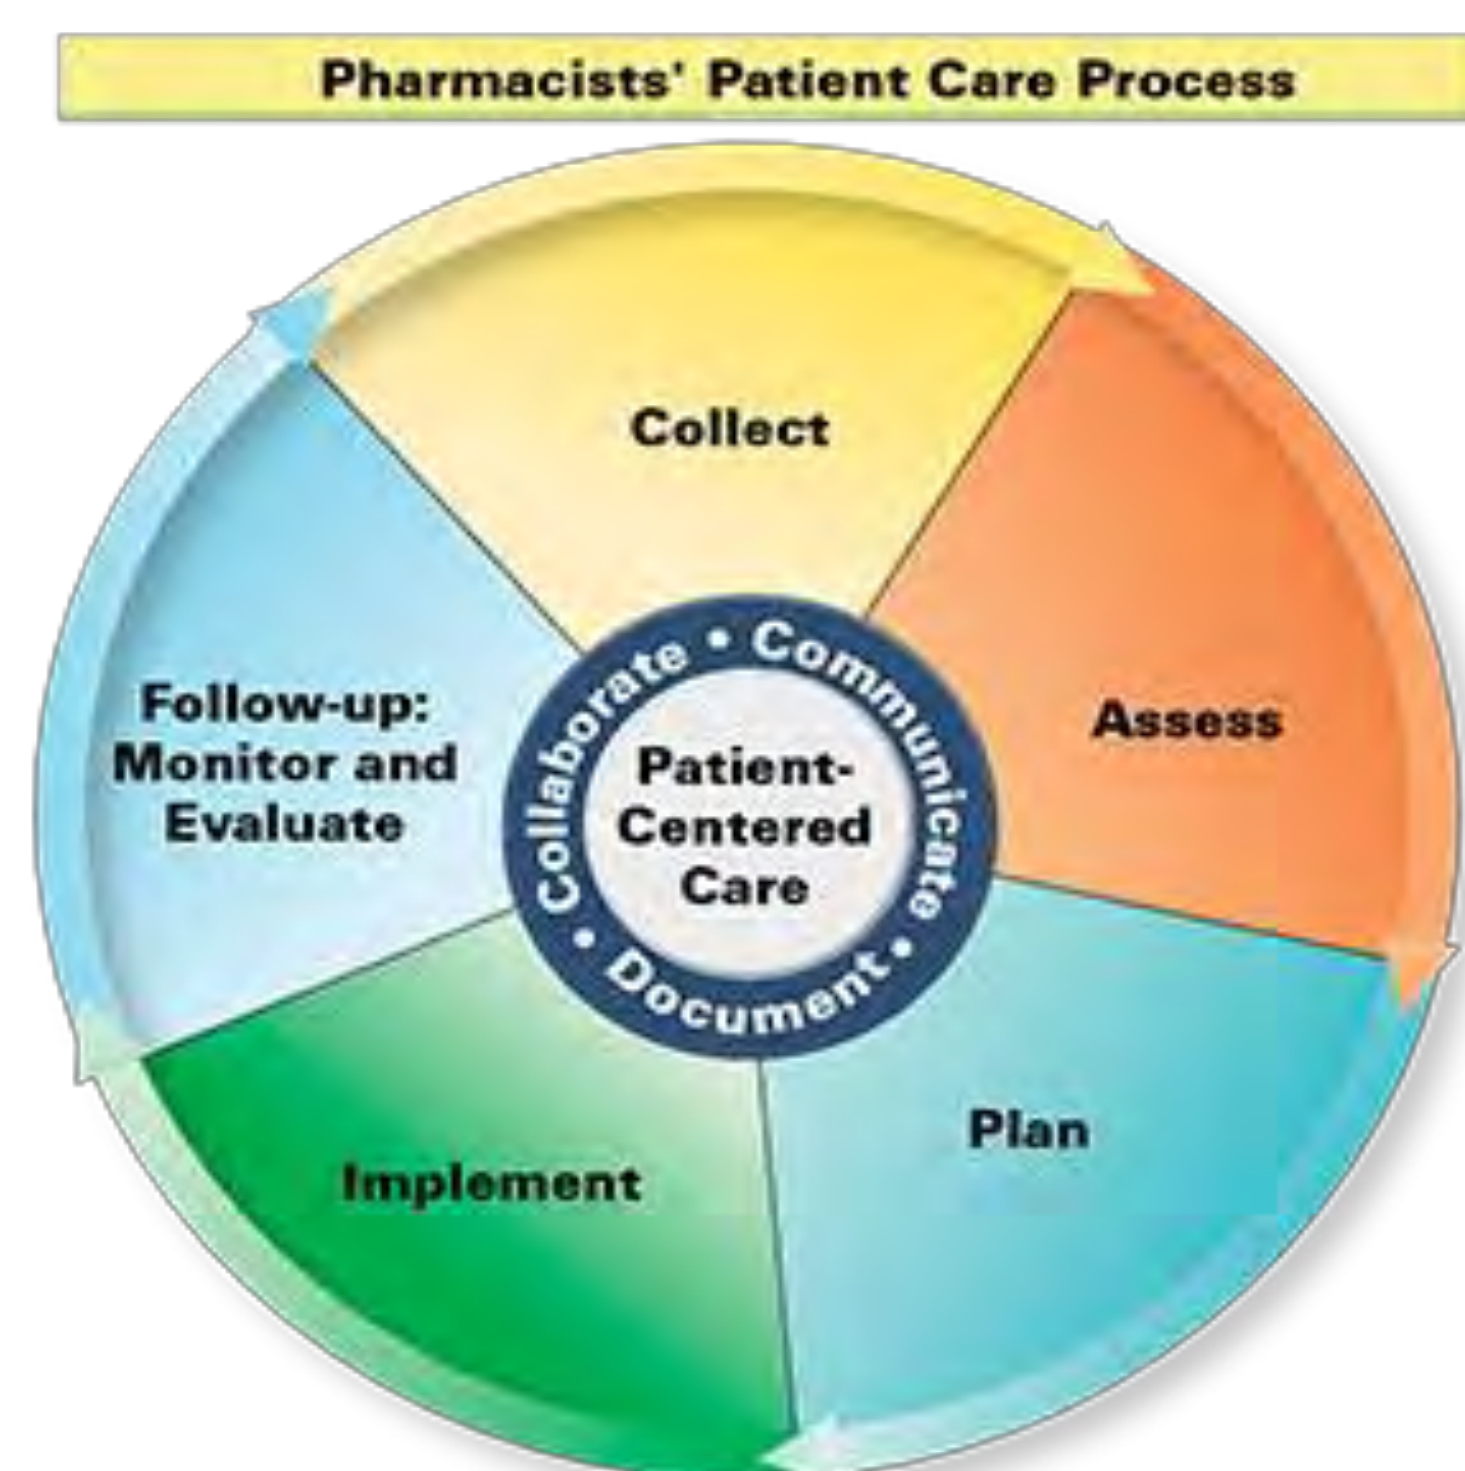 Pharmacists' Patient Care Process
Collect
Assess
Plan
Implement
Follow-up:
Monitor and
Evaluate
Collaborate • Communicate • Document •
Patient-
Centered
Care